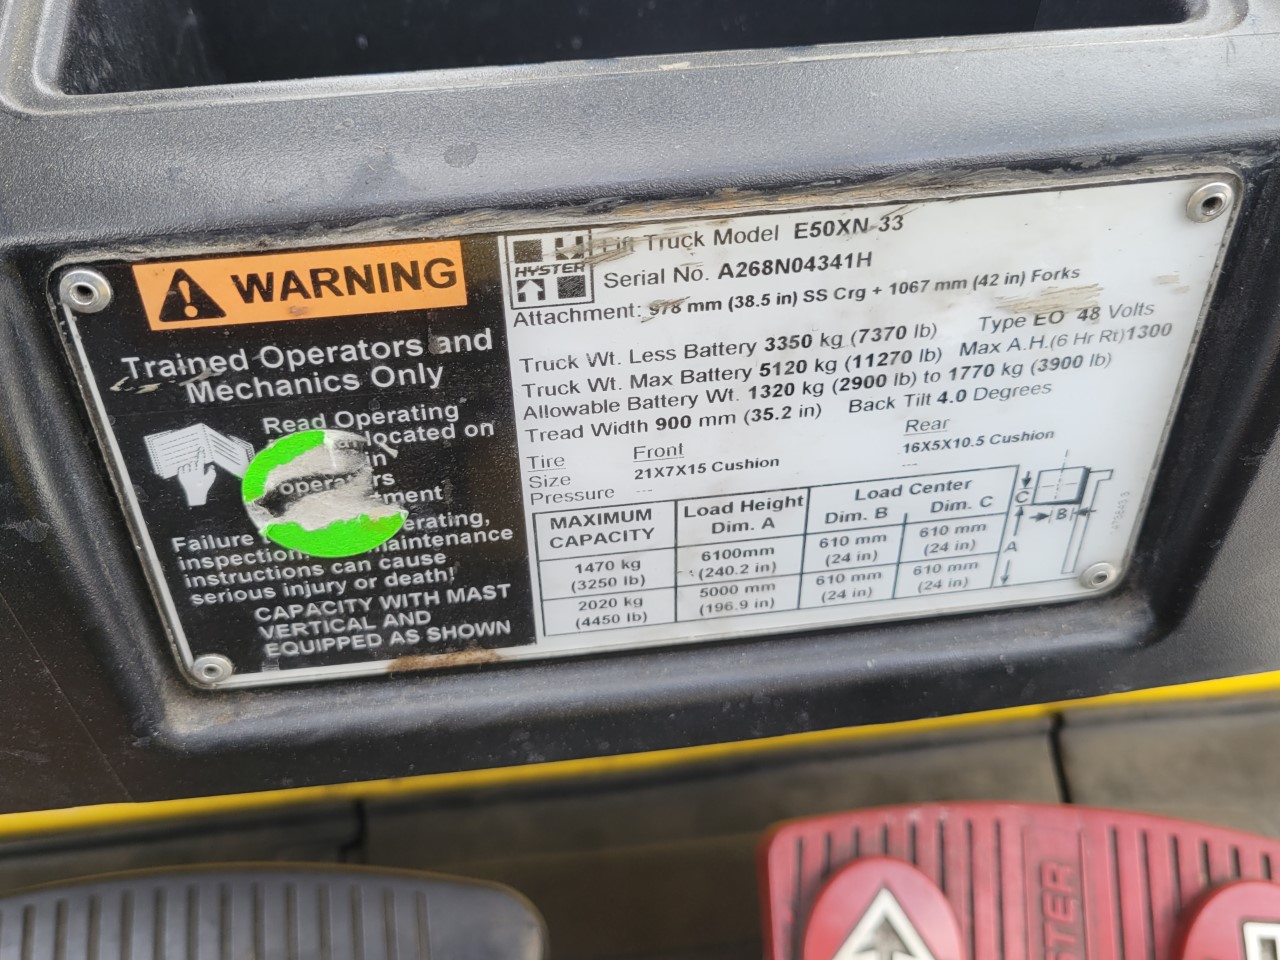 WARNING
Trained Operators and
Mechanics Only
Read Operating
located on
in
operators
ment
Failure erating,
inspection, maintenance
instructions can cause
serious injury or death!
CAPACITY WITH MAST
VERTICAL AND
EQUIPPED AS SHOWN
HYSTER
Lift Truck Model E50XN-33
Serial No. A268N04341H
Attachment: 978 mm (38.5 in) SS Crg + 1067 mm (42 in) Forks
Truck Wt. Less Battery 3350 kg (7370 lb) Type EO 48 Volts
Truck Wt. Max Battery 5120 kg (11270 lb) Max A.H.(6 Hr Rt)1300
Allowable Battery Wt. 1320 kg (2900 lb) to 1770 kg (3900 lb)
Tread Width 900 mm (35.2 in) Back Tilt 4.0 Degrees
Tire Front Rear
Size 21X7X15 Cushion 16X5X10.5 Cushion
Pressure --- ---
MAXIMUM CAPACITY Load Height Dim. A Load Center Dim. B Dim. C
1470 kg (3250 lb) 6100mm (240.2 in) 610 mm (24 in) 610 mm (24 in)
2020 kg (4450 lb) 5000 mm (196.9 in) 610 mm (24 in) 610 mm (24 in)
C
B
A
STER